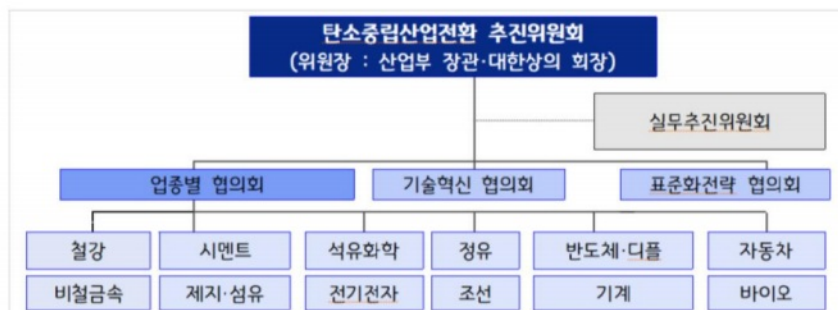 탄소중립산업전환 추진위원회
(위원장 : 산업부 장관·대한상의 회장)
실무추진위원회
업종별 협의회
기술혁신 협의회
표준화전략 협의회
철강
시멘트
석유화학
정유
반도체·디플
자동차
비철금속
제지·섬유
전기전자
조선
기계
바이오